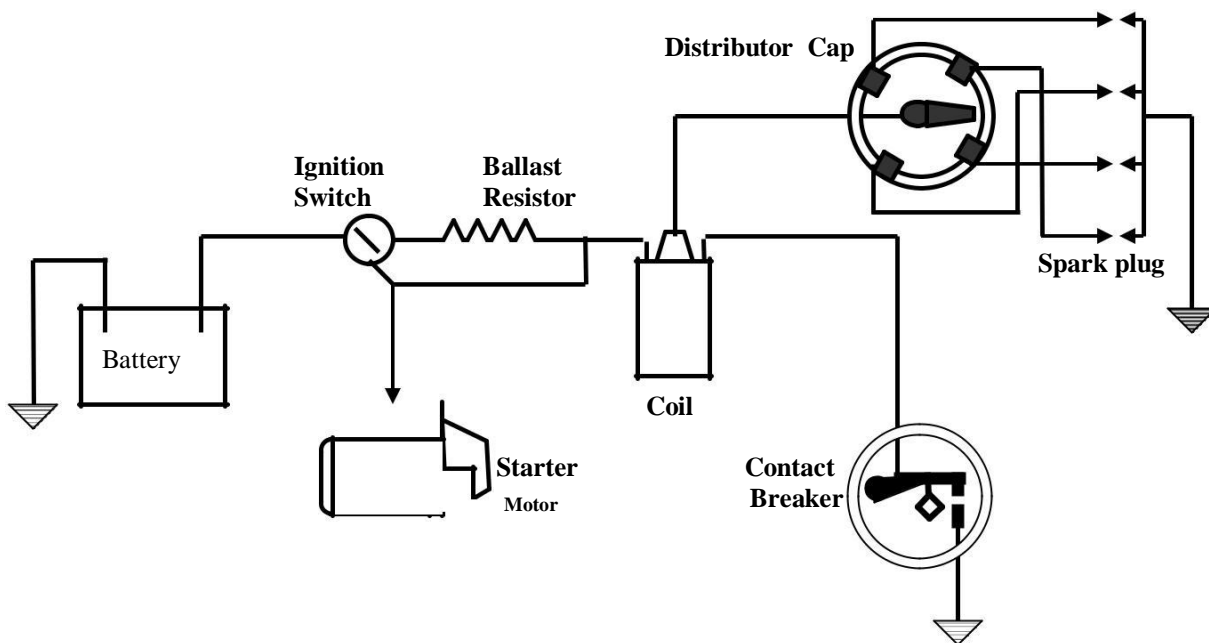 Distributor Cap
Ignition
Switch
Ballast
Resistor
Spark plug
Battery
Coil
Starter
Motor
Contact
Breaker